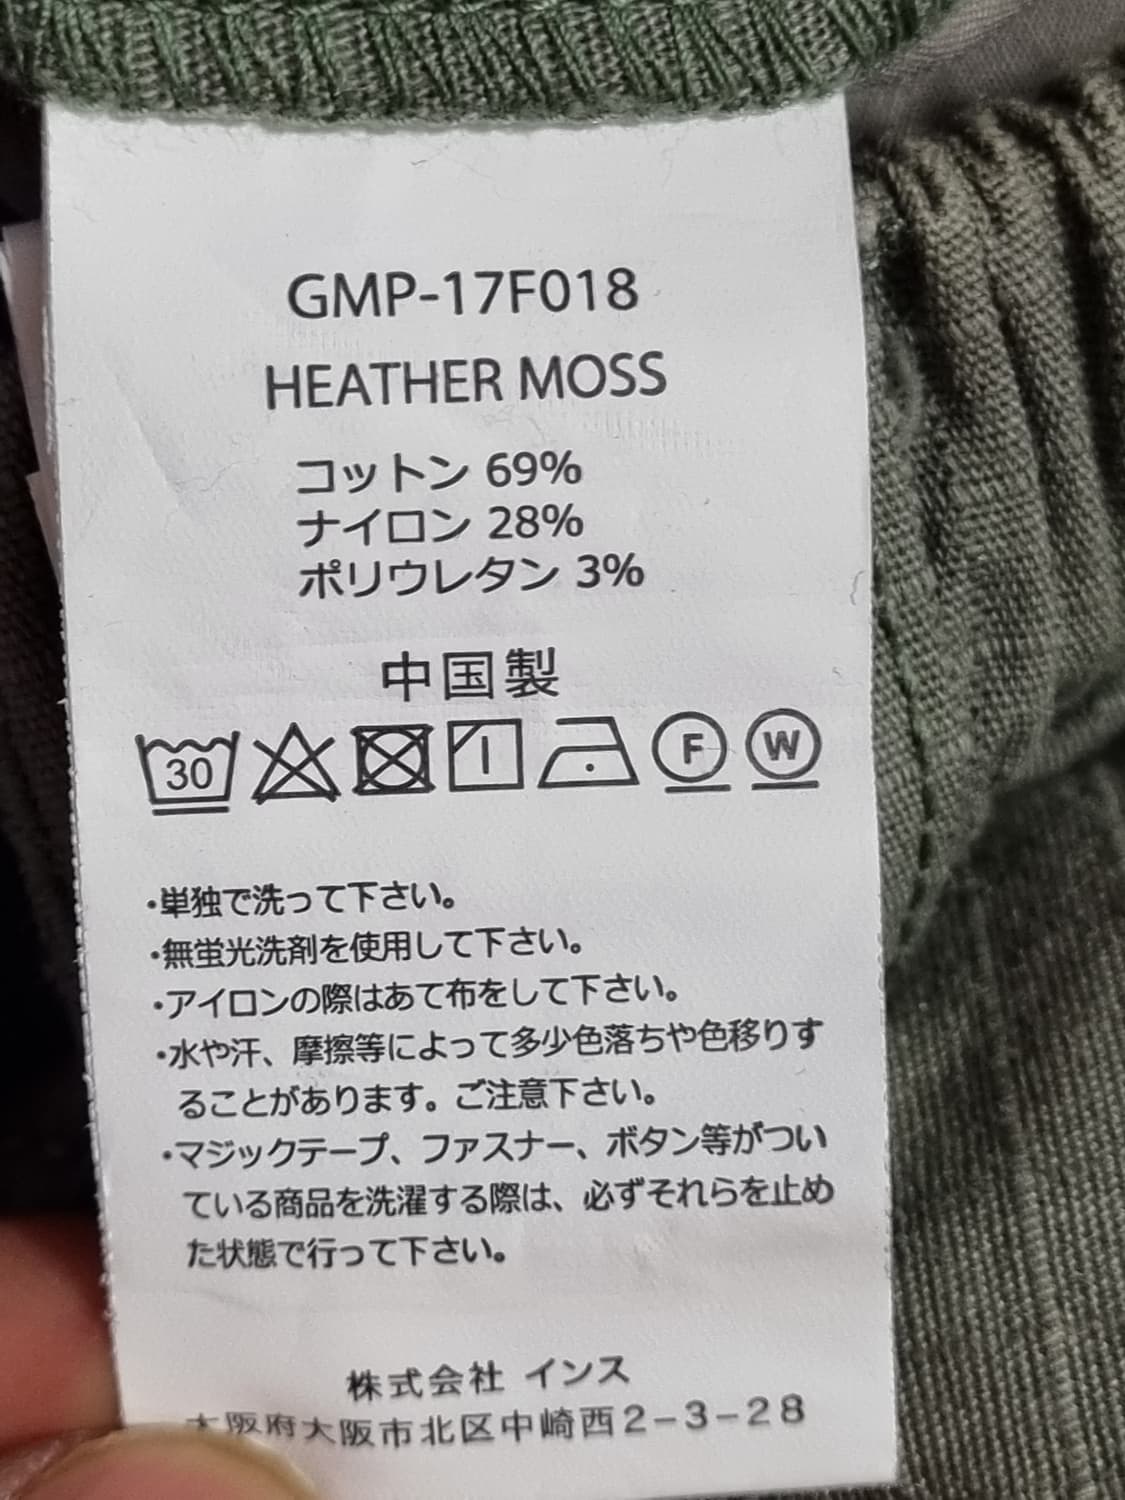 GMP-17F018
HEATHER MOSS
コットン 69%
ナイロン 28%
ポリウレタン 3%
中国製
30 F W
・単独で洗って下さい。
・無蛍光洗剤を使用して下さい。
・アイロンの際はあて布をして下さい。
・水や汗、摩擦等によって多少色落ちや色移りす
ることがあります。ご注意下さい。
・マジックテープ、ファスナー、ボタン等がつい
ている商品を洗濯する際は、必ずそれらを止め
た状態で行って下さい。
株式会社 インス
大阪府大阪市北区中崎西2-3-28